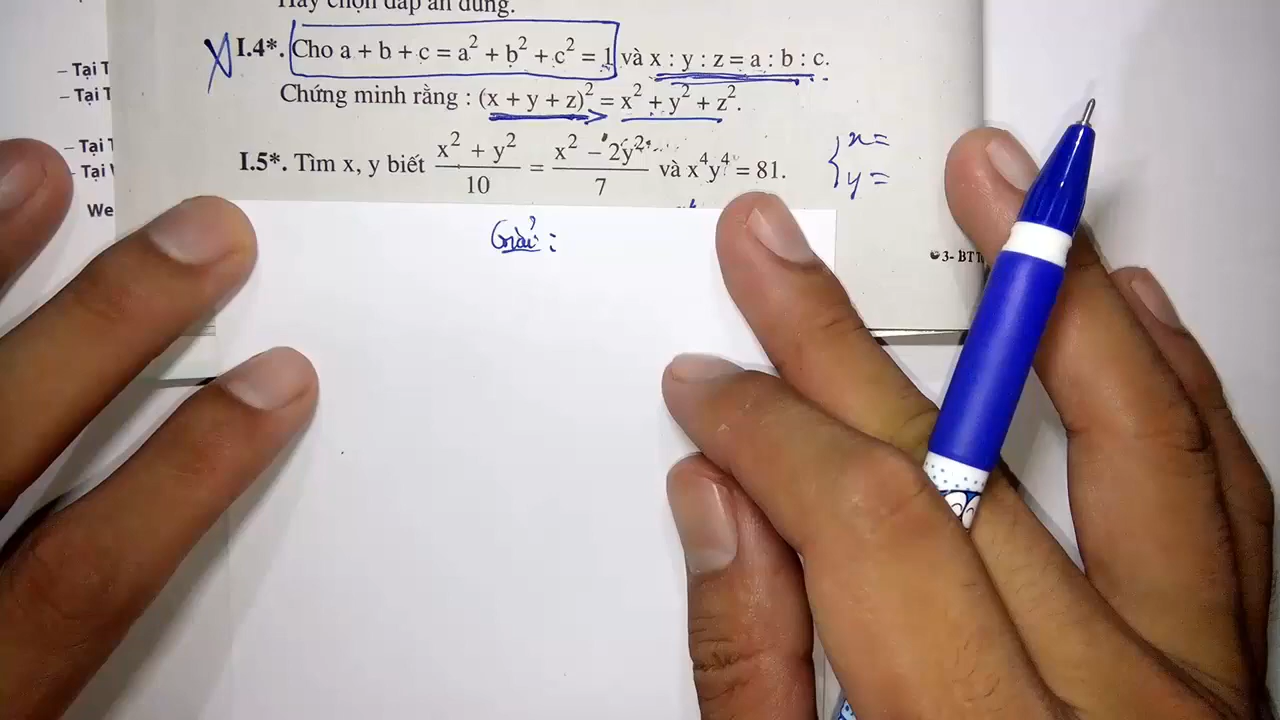 Hãy chọn đáp án đúng.
I.4*. Cho a + b + c = a² + b² + c² = 1 và x : y : z = a : b : c.
Chứng minh rằng : (x + y + z)² = x² + y² + z².
I.5*. Tìm x, y biết (x² + y²)/10 = (x² − 2y²)/7 và x⁴y⁴ = 81.
{ x =
y =
Giải :
– Tại
– Tại
– Tại
- Tại
We
3- BT